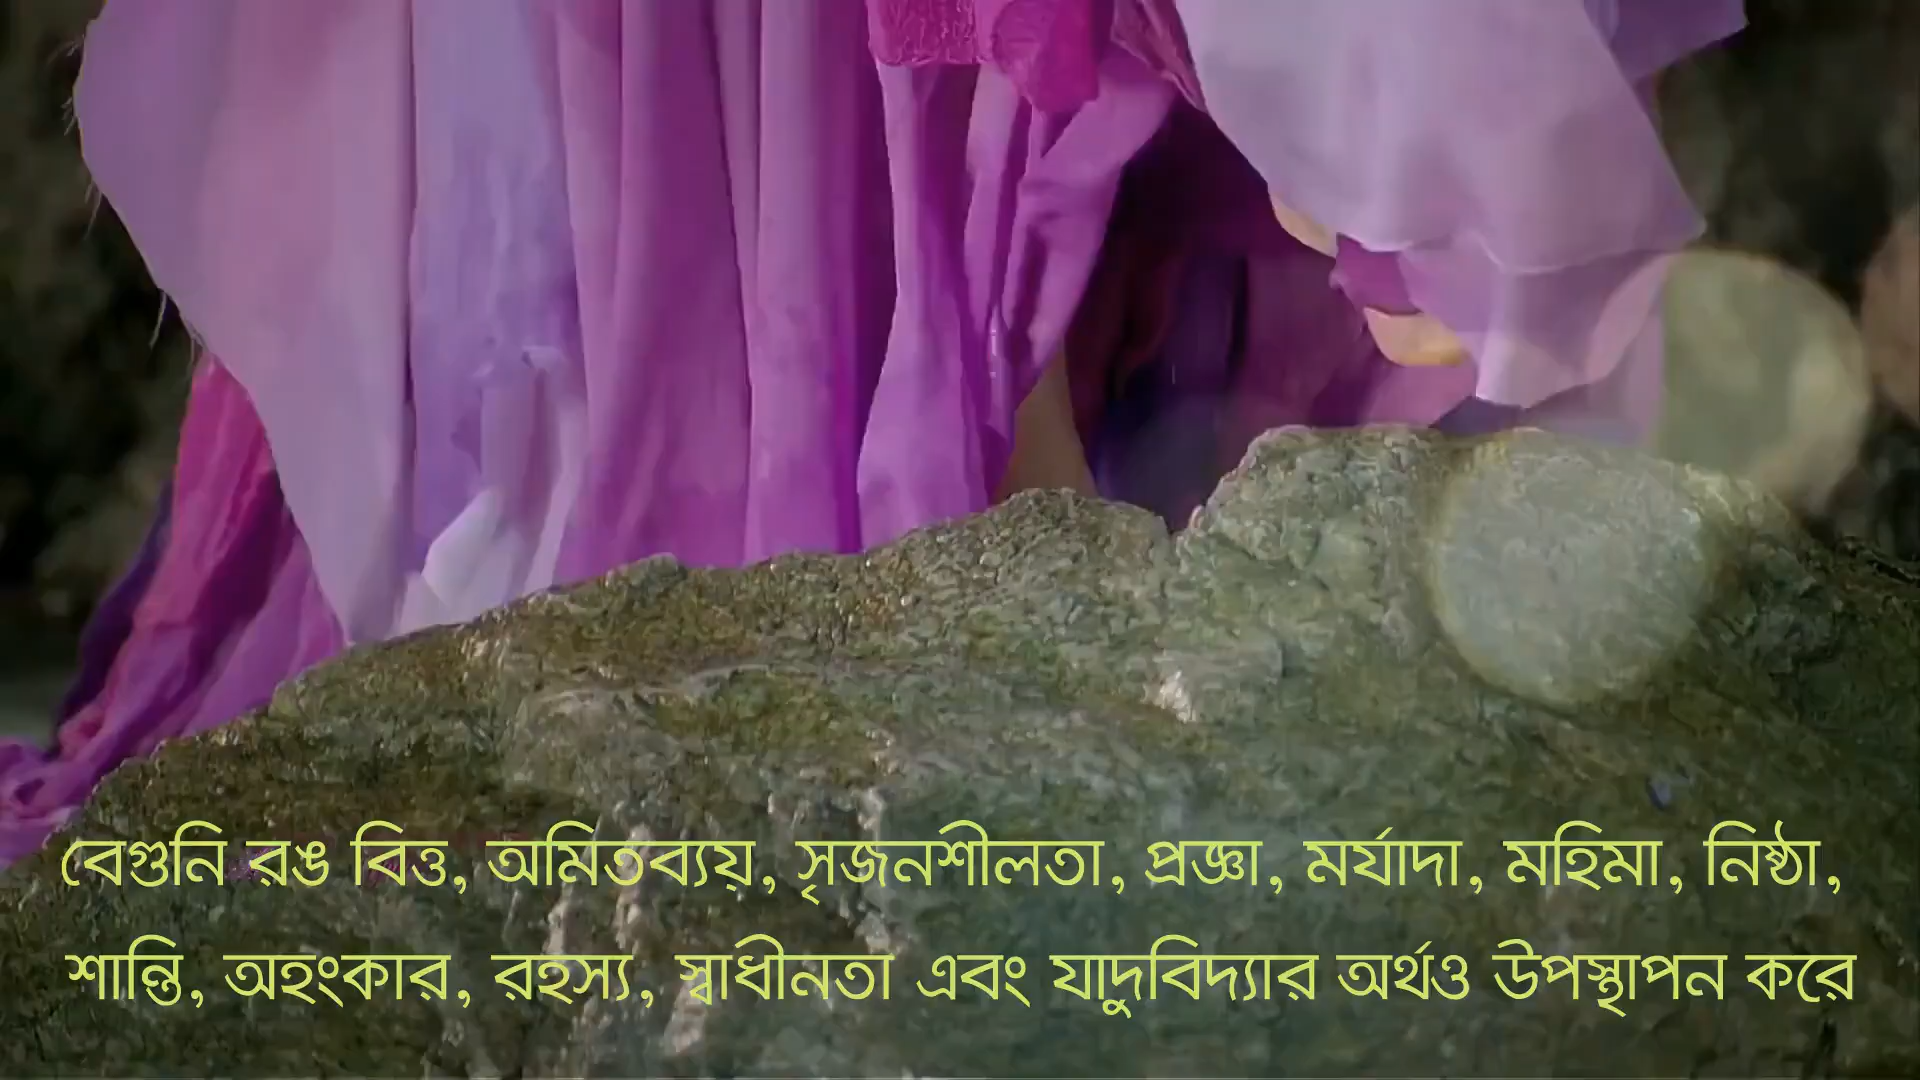 বেগুনি রঙ বিত্ত, অমিতব্যয়, সৃজনশীলতা, প্রজ্ঞা, মর্যাদা, মহিমা, নিষ্ঠা,
শান্তি, অহংকার, রহস্য, স্বাধীনতা এবং যাদুবিদ্যার অর্থও উপস্থাপন করে